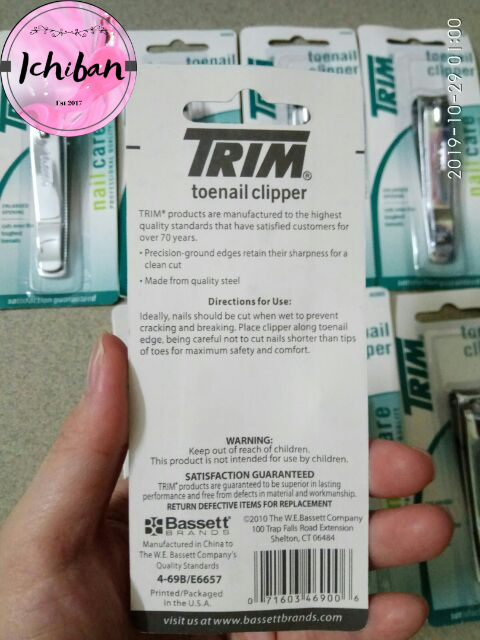 Ichiban
Est 2017
2019-10-29 01:00
TRIM®
toenail clipper
TRIM® products are manufactured to the highest
quality standards that have satisfied customers for
over 70 years.
• Precision-ground edges retain their sharpness for a
clean cut
• Made from quality steel
Directions for Use:
Ideally, nails should be cut when wet to prevent
cracking and breaking. Place clipper along toenail
edge, being careful not to cut nails shorter than tips
of toes for maximum safety and comfort.
WARNING:
Keep out of reach of children.
This product is not intended for use by children.
SATISFACTION GUARANTEED
TRIM® products are guaranteed to be superior in lasting
performance and free from defects in material and workmanship.
RETURN DEFECTIVE ITEMS FOR REPLACEMENT
Bassett
BRANDS
Manufactured in China to
The W.E. Bassett Company's
Quality Standards
4-69B/E6657
Printed/Packaged
in the U.S.A.
©2010 The W.E.Bassett Company
100 Trap Falls Road Extension
Shelton, CT 06484
0 71603 46900 6
visit us at www.bassettbrands.com
toenail
nail care
satisfaction guaranteed
toenail
clipper
TRIM
toenail
clipper
TRIM
nail care
satisfaction guaranteed
TRIM